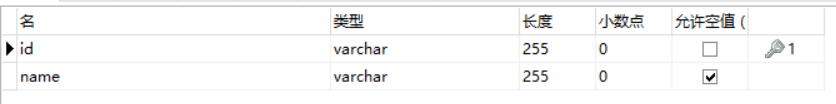 名 类型 长度 小数点 允许空值 (
id varchar 255 0 1
name varchar 255 0